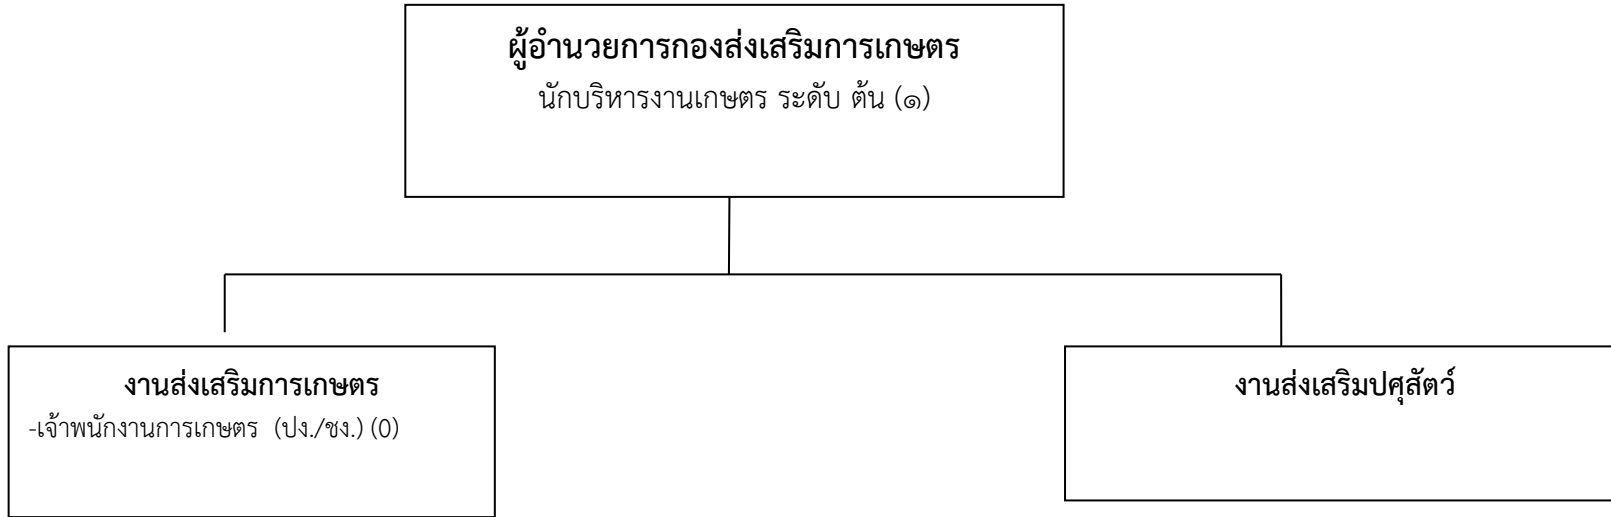 ผู้อำนวยการกองส่งเสริมการเกษตร
นักบริหารงานเกษตร ระดับ ต้น (๑)
งานส่งเสริมการเกษตร
-เจ้าพนักงานการเกษตร (ปง./ชง.) (0)
งานส่งเสริมปศุสัตว์